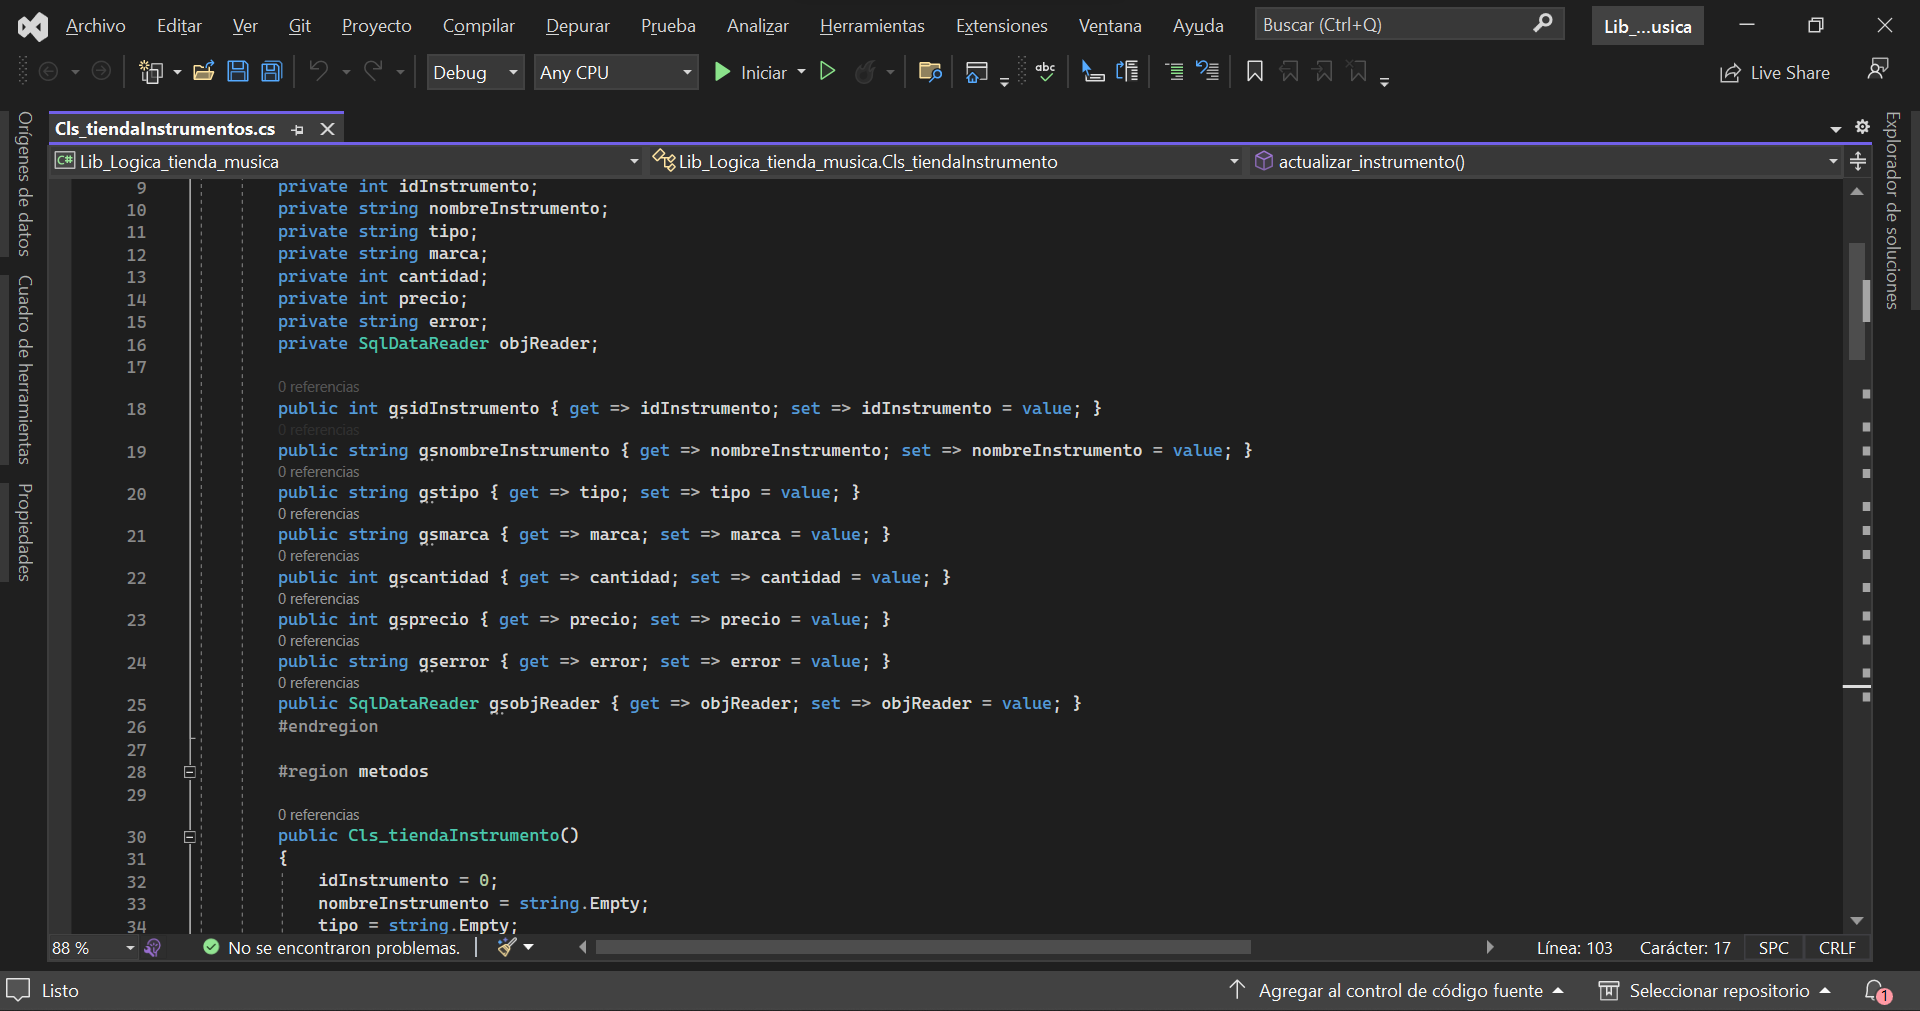 Archivo Editar Ver Git Proyecto Compilar Depurar Prueba Analizar Herramientas Extensiones Ventana Ayuda Buscar (Ctrl+Q) Lib_...usica
Debug Any CPU Iniciar abc Live Share
Orígenes de datos
Cuadro de herramientas
Propiedades
Cls_tiendaInstrumentos.cs
C# Lib_Logica_tienda_musica Lib_Logica_tienda_musica.Cls_tiendaInstrumento actualizar_instrumento()
9 private int idInstrumento;
10 private string nombreInstrumento;
11 private string tipo;
12 private string marca;
13 private int cantidad;
14 private int precio;
15 private string error;
16 private SqlDataReader objReader;
17
0 referencias
18 public int gsidInstrumento { get => idInstrumento; set => idInstrumento = value; }
0 referencias
19 public string gsnombreInstrumento { get => nombreInstrumento; set => nombreInstrumento = value; }
0 referencias
20 public string gstipo { get => tipo; set => tipo = value; }
0 referencias
21 public string gsmarca { get => marca; set => marca = value; }
0 referencias
22 public int gscantidad { get => cantidad; set => cantidad = value; }
0 referencias
23 public int gsprecio { get => precio; set => precio = value; }
0 referencias
24 public string gserror { get => error; set => error = value; }
0 referencias
25 public SqlDataReader gsobjReader { get => objReader; set => objReader = value; }
26 #endregion
27
28 #region metodos
29
0 referencias
30 public Cls_tiendaInstrumento()
31 {
32 idInstrumento = 0;
33 nombreInstrumento = string.Empty;
34 tipo = string.Empty;
Explorador de soluciones
88 % No se encontraron problemas. Línea: 103 Carácter: 17 SPC CRLF
Listo Agregar al control de código fuente Seleccionar repositorio 1